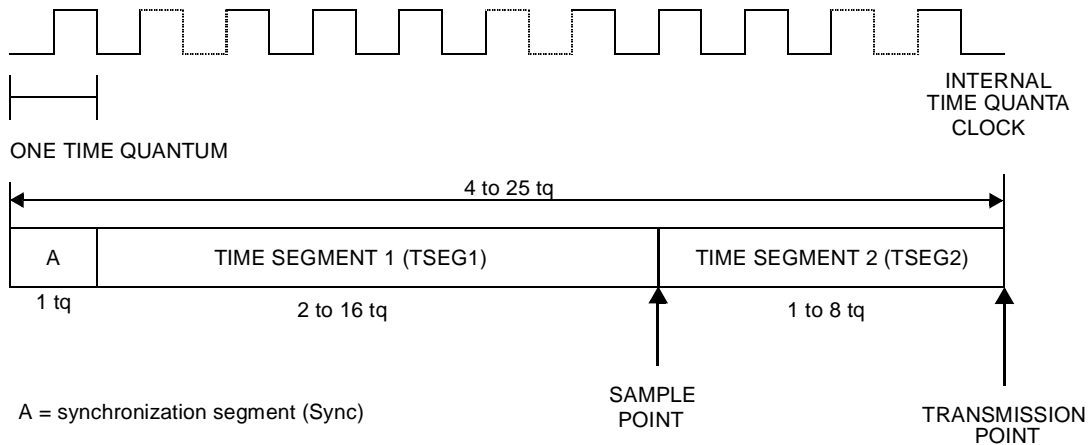 INTERNAL
TIME QUANTA
CLOCK
ONE TIME QUANTUM
4 to 25 tq
A
TIME SEGMENT 1 (TSEG1)
TIME SEGMENT 2 (TSEG2)
1 tq
2 to 16 tq
1 to 8 tq
A = synchronization segment (Sync)
SAMPLE
POINT
TRANSMISSION
POINT